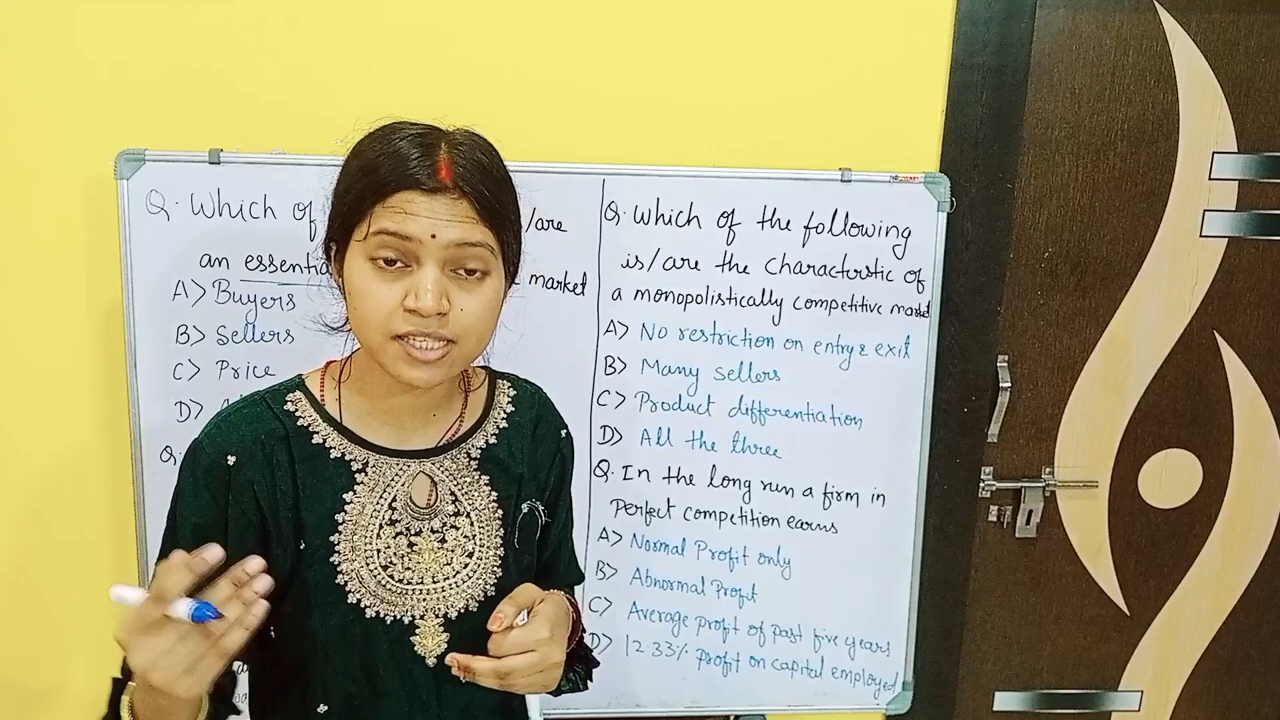 Q. Which of /are
an essentia market
A> Buyers
B> Sellers
C> Price
D>
Q.
Q. Which of the following
is/are the characterstic of
a monopolistically competitive market
A> No restriction on entry & exit
B> Many sellers
C> Product differentiation
D> All the three
Q. In the long run a firm in
Perfect competition earns
A> Normal Profit only
B> Abnormal Profit
C> Average profit of past five years
D> 12.33% Profit on capital employed